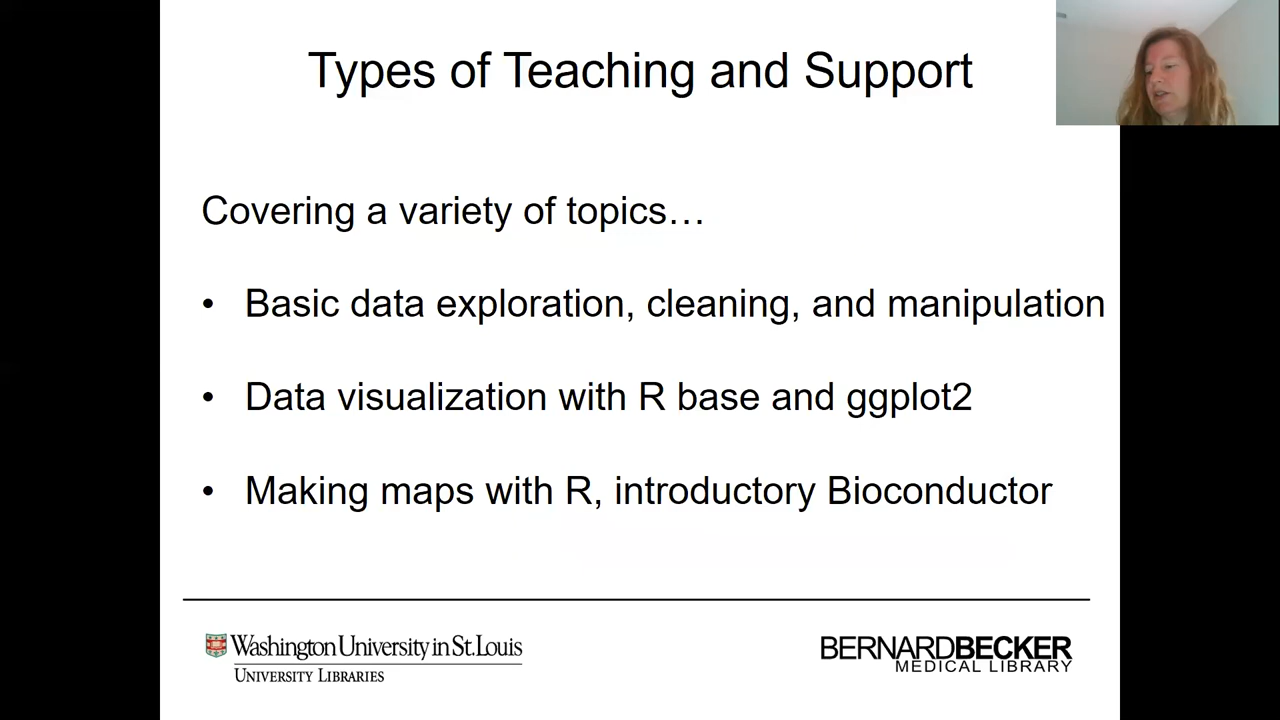 Types of Teaching and Support
Covering a variety of topics…
• Basic data exploration, cleaning, and manipulation
• Data visualization with R base and ggplot2
• Making maps with R, introductory Bioconductor
Washington University in St. Louis
UNIVERSITY LIBRARIES
BERNARDBECKER
MEDICAL LIBRARY